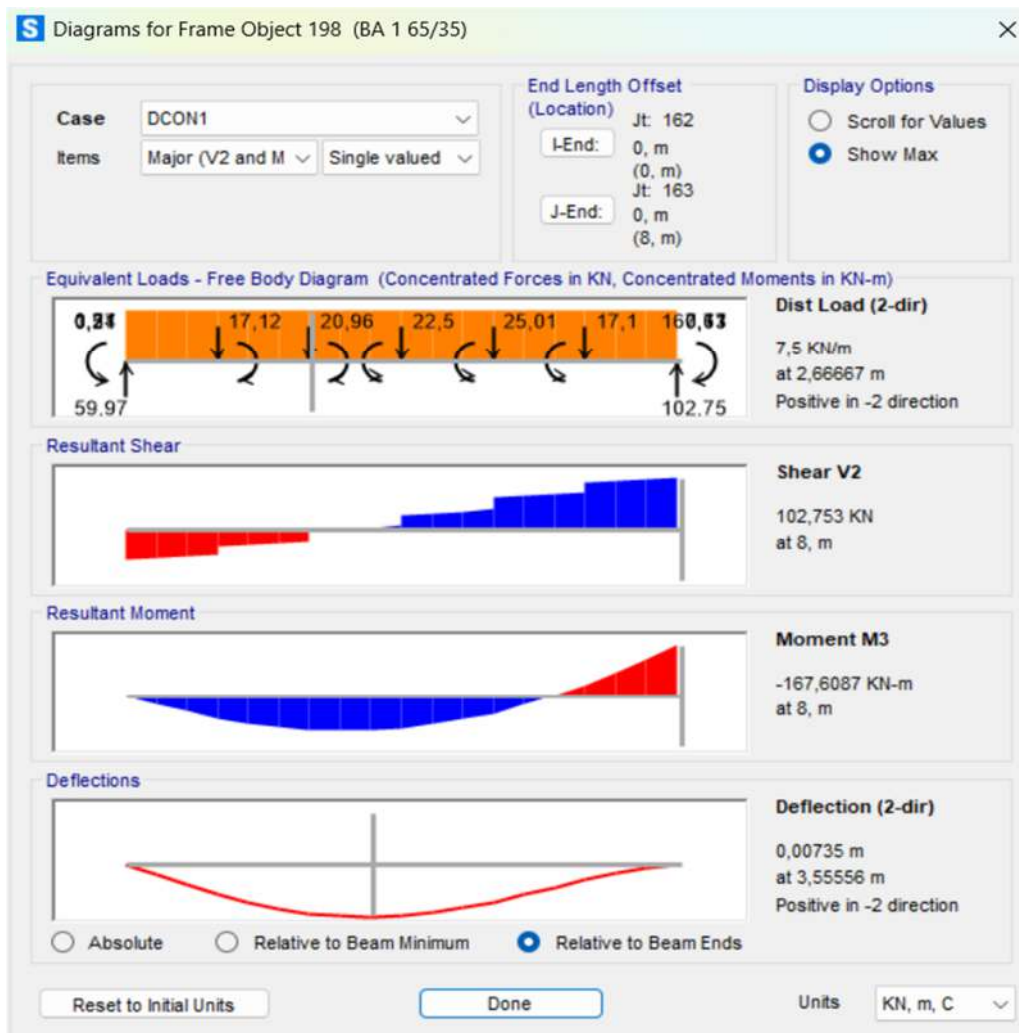 S Diagrams for Frame Object 198 (BA 1 65/35)
Case DCON1
Items Major (V2 and M Single valued
End Length Offset
(Location)
I-End:
Jt: 162
0, m
(0, m)
J-End:
Jt: 163
0, m
(8, m)
Display Options
Scroll for Values
Show Max
Equivalent Loads - Free Body Diagram (Concentrated Forces in KN, Concentrated Moments in KN-m)
17,12 20,96 22,5 25,01 17,1
59,97 102,75
Dist Load (2-dir)
7,5 KN/m
at 2,66667 m
Positive in -2 direction
Resultant Shear
Shear V2
102,753 KN
at 8, m
Resultant Moment
Moment M3
-167,6087 KN-m
at 8, m
Deflections
Deflection (2-dir)
0,00735 m
at 3,55556 m
Positive in -2 direction
Absolute Relative to Beam Minimum Relative to Beam Ends
Reset to Initial Units Done Units KN, m, C